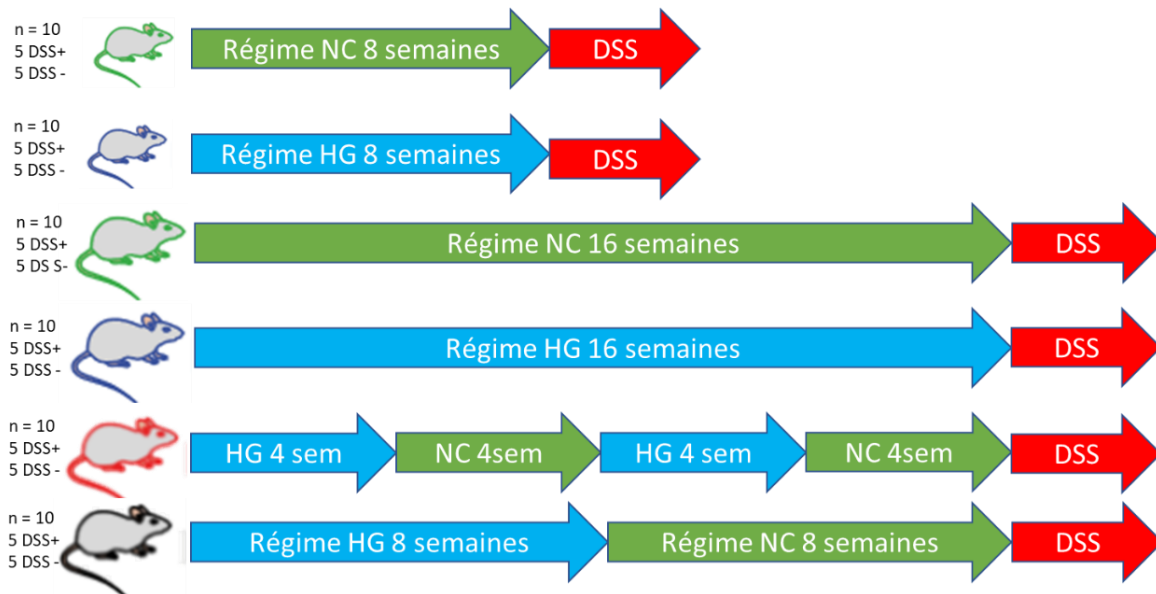 n = 10
5 DSS+
5 DSS -
Régime NC 8 semaines
DSS
n = 10
5 DSS+
5 DSS -
Régime HG 8 semaines
DSS
n = 10
5 DSS+
5 DS S-
Régime NC 16 semaines
DSS
n = 10
5 DSS+
5 DSS -
Régime HG 16 semaines
DSS
n = 10
5 DSS+
5 DSS -
HG 4 sem
NC 4sem
HG 4 sem
NC 4sem
DSS
n = 10
5 DSS+
5 DSS -
Régime HG 8 semaines
Régime NC 8 semaines
DSS